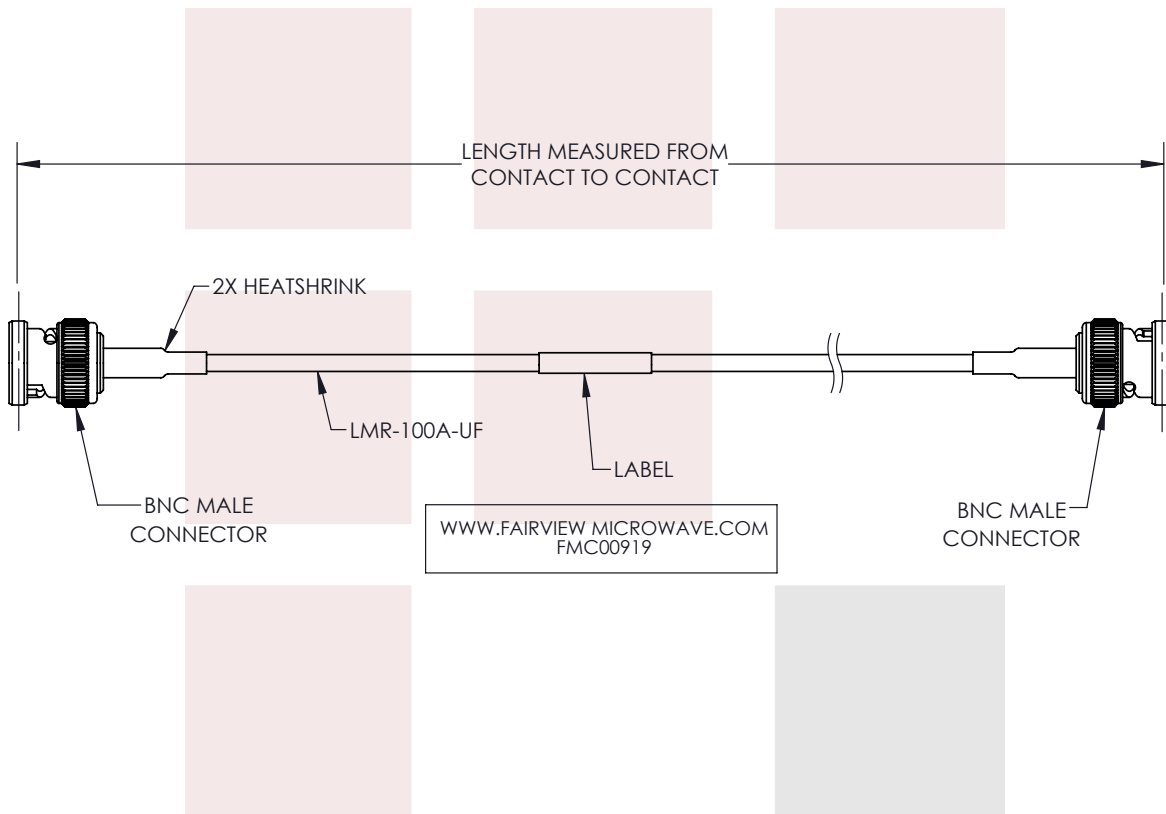 LENGTH MEASURED FROM
CONTACT TO CONTACT
2X HEATSHRINK
LMR-100A-UF
LABEL
BNC MALE
CONNECTOR
WWW.FAIRVIEW MICROWAVE.COM
FMC00919
BNC MALE
CONNECTOR